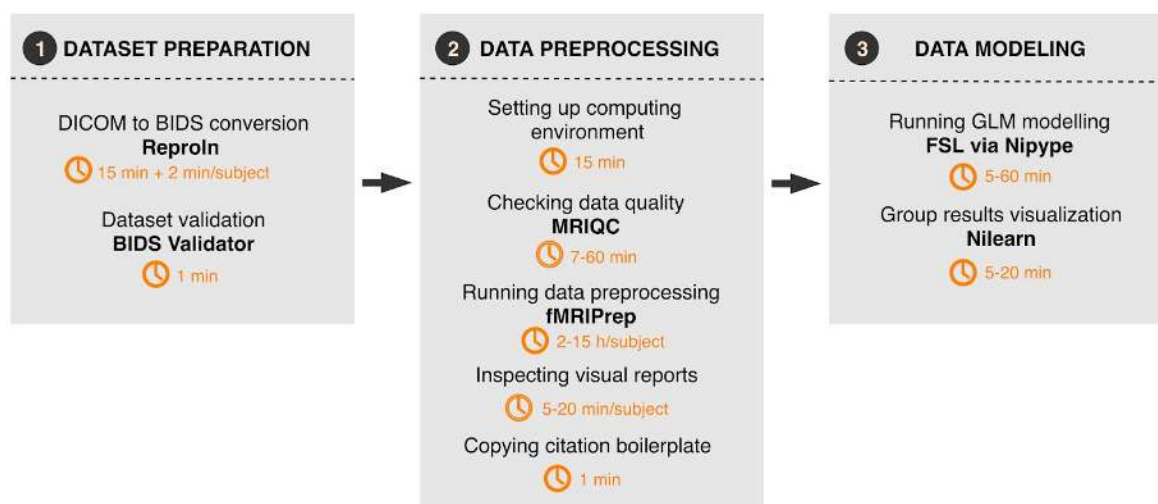 1 DATASET PREPARATION
DICOM to BIDS conversion
ReproIn
15 min + 2 min/subject
Dataset validation
BIDS Validator
1 min
2 DATA PREPROCESSING
Setting up computing
environment
15 min
Checking data quality
MRIQC
7-60 min
Running data preprocessing
fMRIPrep
2-15 h/subject
Inspecting visual reports
5-20 min/subject
Copying citation boilerplate
1 min
3 DATA MODELING
Running GLM modelling
FSL via Nipype
5-60 min
Group results visualization
Nilearn
5-20 min